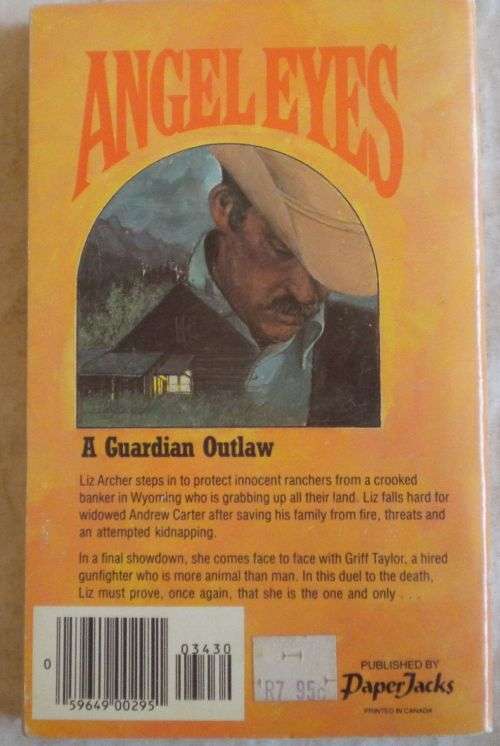 ANGEL EYES
A Guardian Outlaw
Liz Archer steps in to protect innocent ranchers from a crooked
banker in Wyoming who is grabbing up all their land. Liz falls hard for
widowed Andrew Carter after saving his family from fire, threats and
an attempted kidnapping.
In a final showdown, she comes face to face with Griff Taylor, a hired
gunfighter who is more animal than man. In this duel to the death,
Liz must prove, once again, that she is the one and only . . .
03430
0
59649 00295
R7 95
PUBLISHED BY
PaperJacks
PRINTED IN CANADA